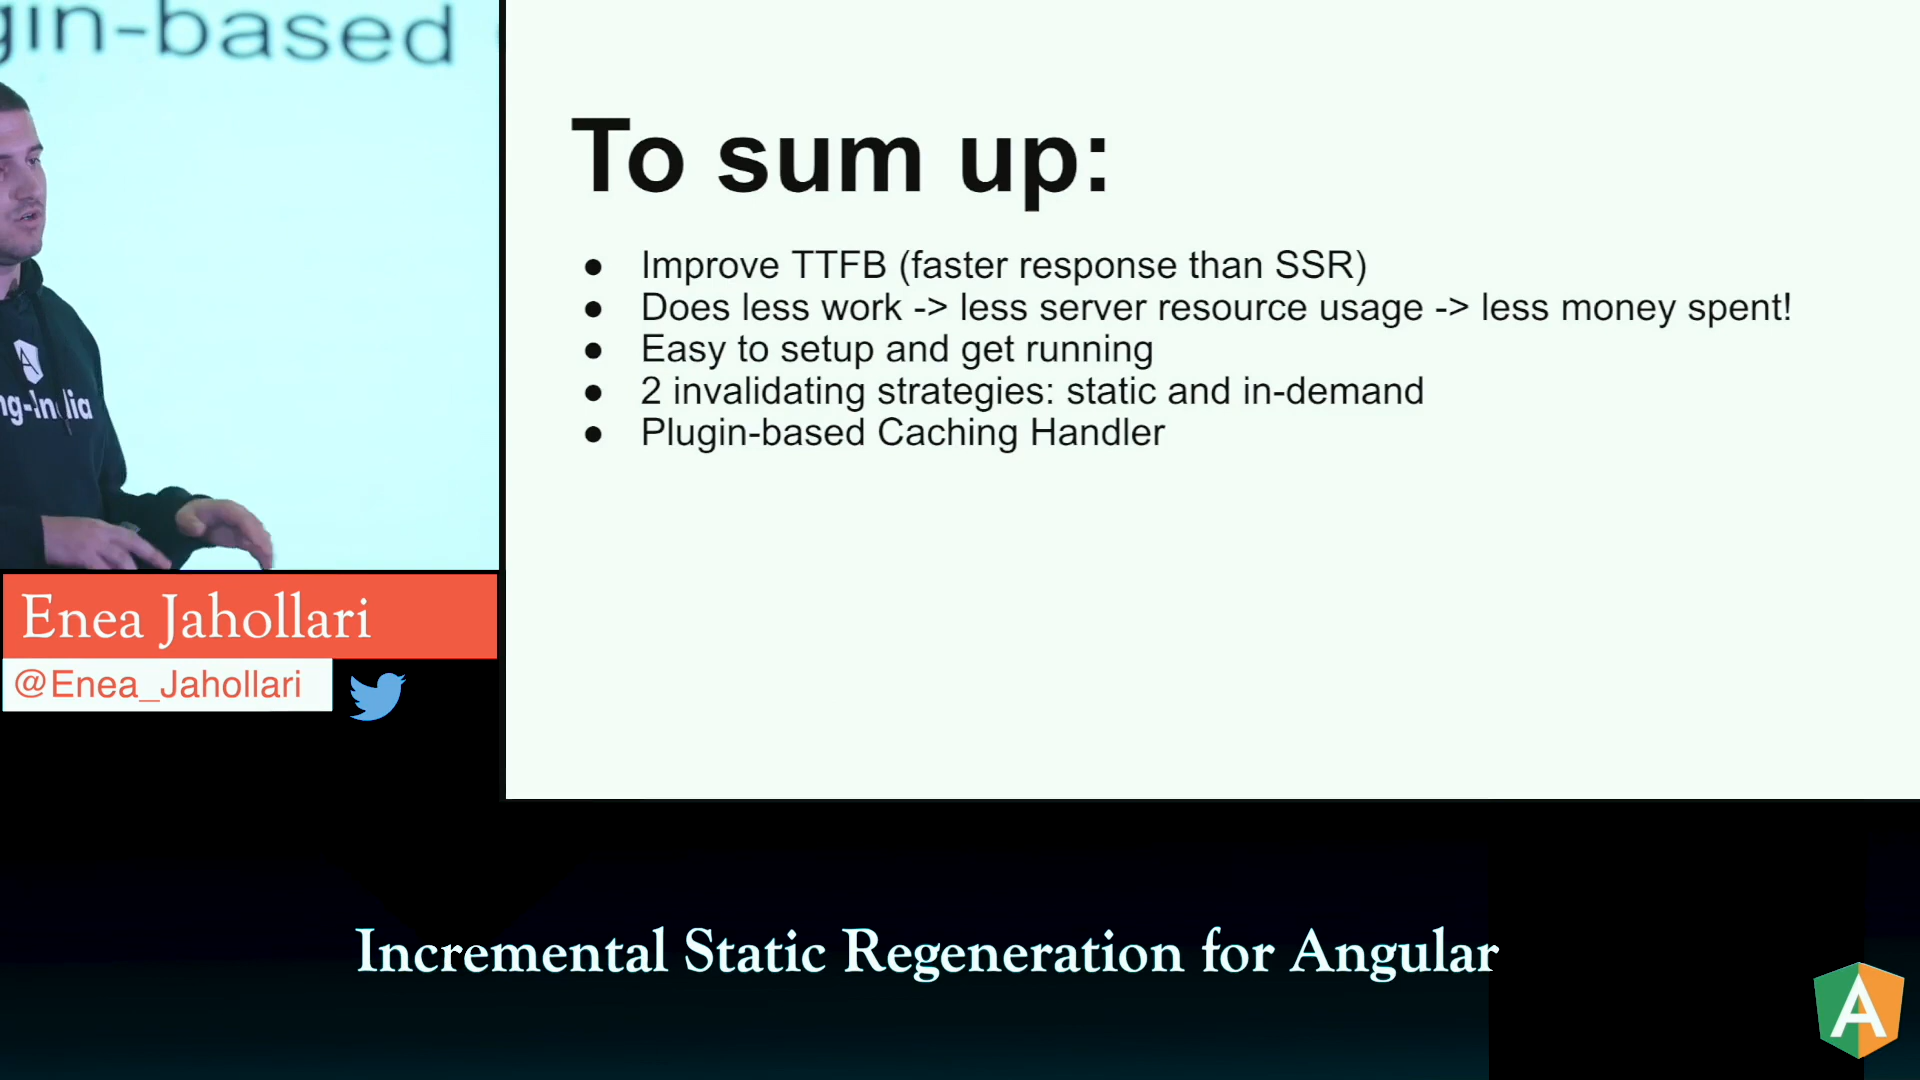 gin-based
ng-India
Enea Jahollari
@Enea_Jahollari
To sum up:
● Improve TTFB (faster response than SSR)
● Does less work -> less server resource usage -> less money spent!
● Easy to setup and get running
● 2 invalidating strategies: static and in-demand
● Plugin-based Caching Handler
Incremental Static Regeneration for Angular
A